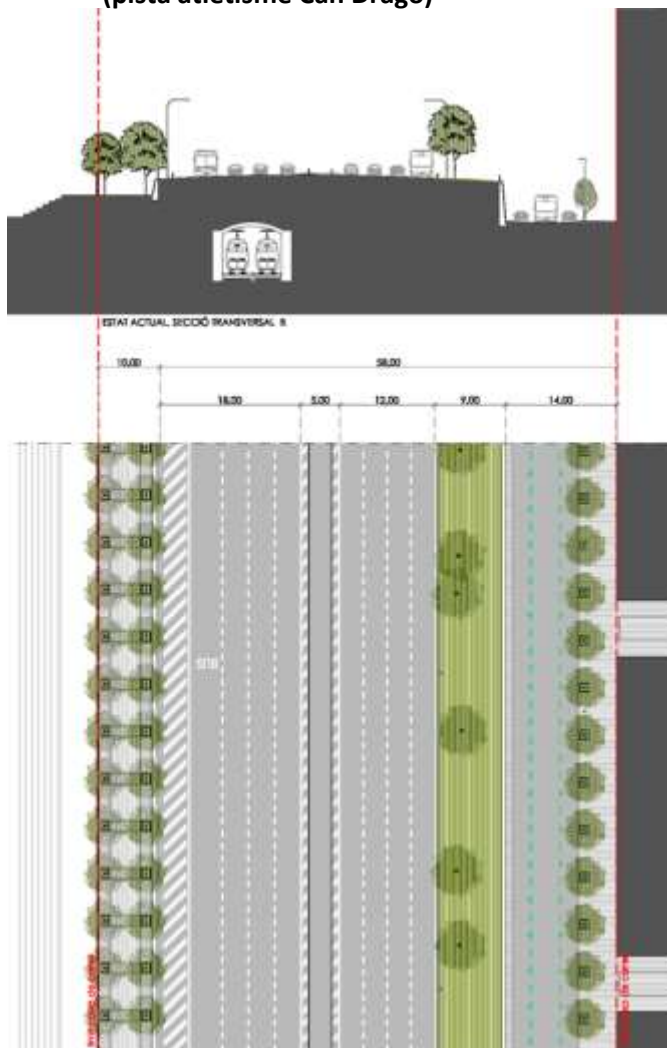 (pista atletisme Can Dragó)
ESTAT ACTUAL. SECCIÓ TRANSVERSAL B
10,00
58,00
18,00
5,00
12,00
9,00
14,00
BUS